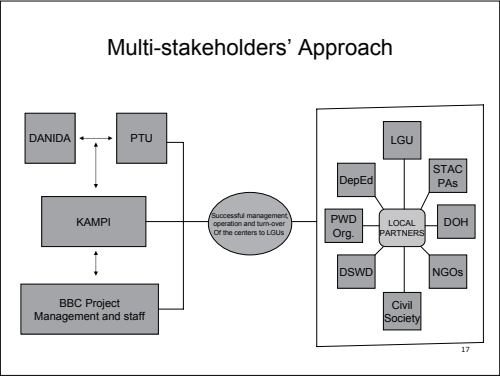 Multi-stakeholders’ Approach
DANIDA
PTU
KAMPI
BBC Project
Management and staff
Successful management,
operation and turn-over
Of the centers to LGUs
LGU
DepEd
STAC
PAs
PWD
Org.
LOCAL
PARTNERS
DOH
DSWD
NGOs
Civil
Society
17